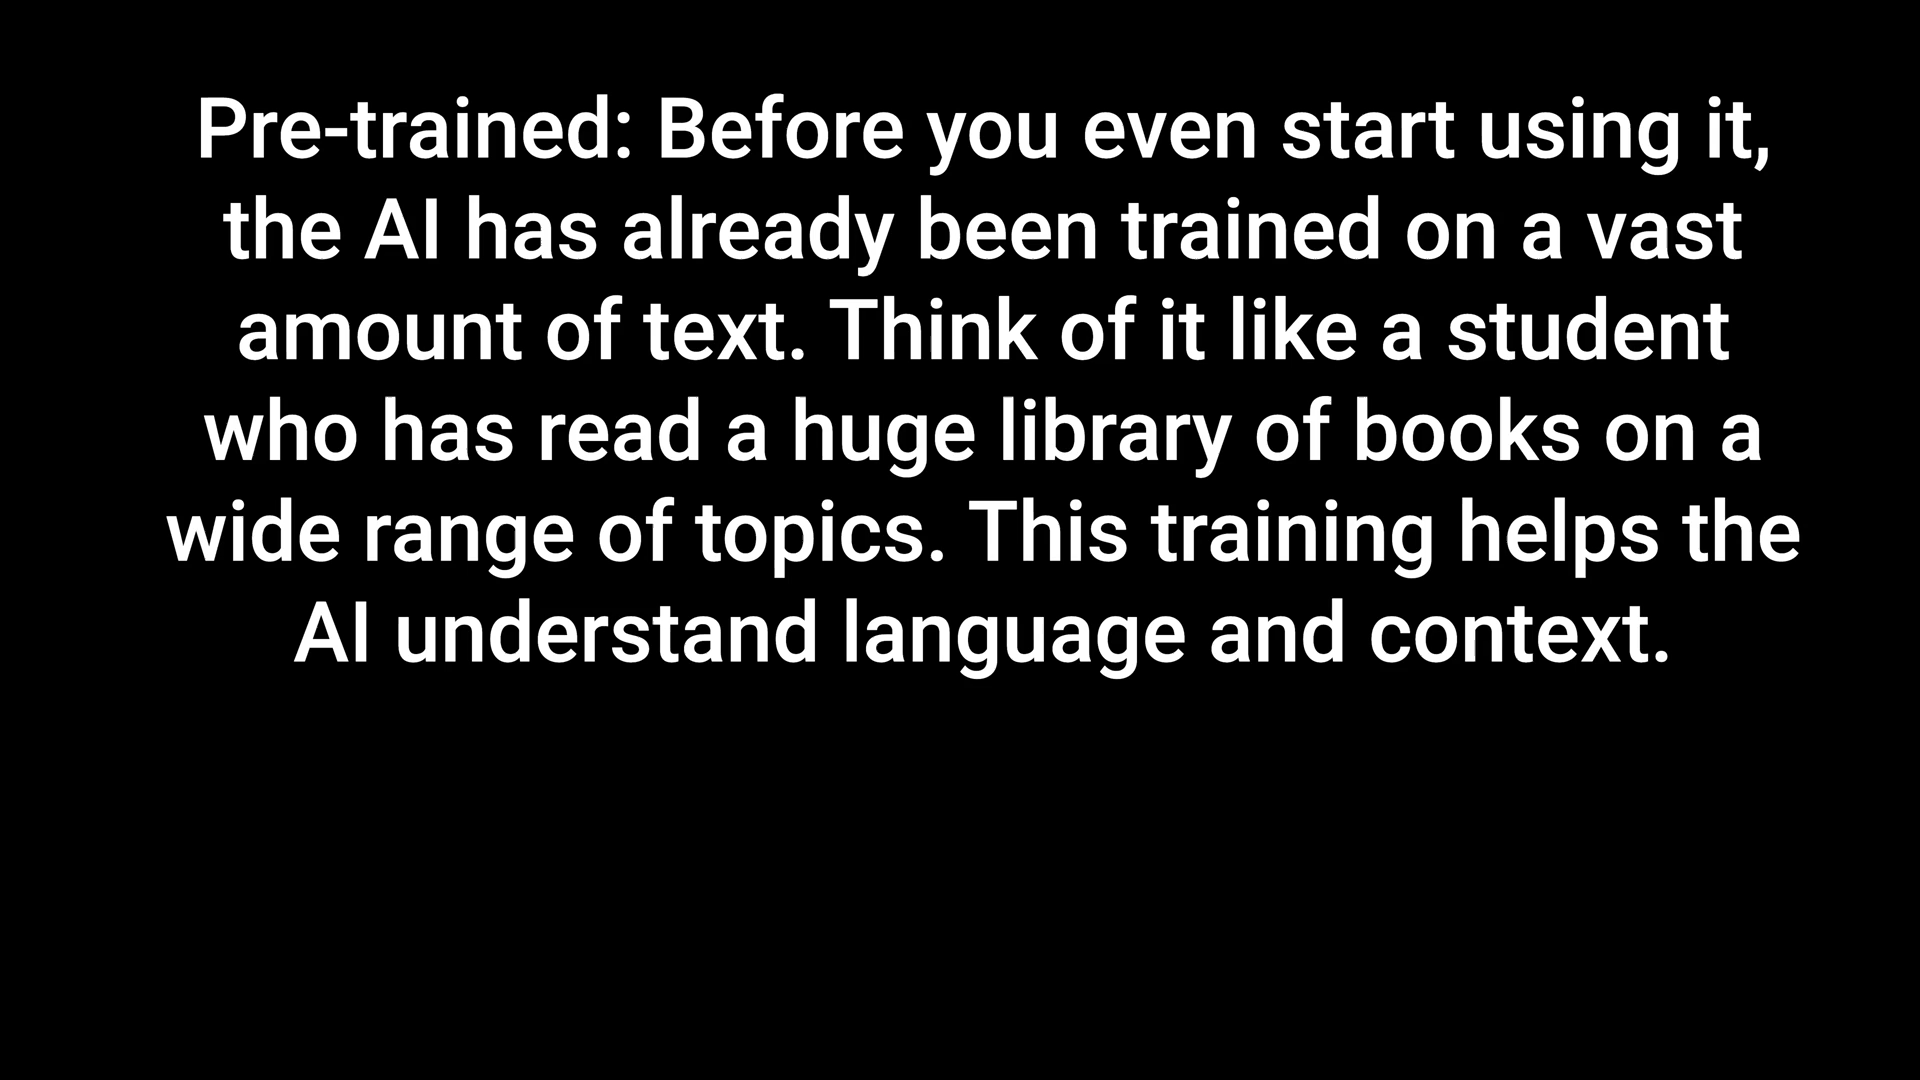 Pre-trained: Before you even start using it,
the AI has already been trained on a vast
amount of text. Think of it like a student
who has read a huge library of books on a
wide range of topics. This training helps the
AI understand language and context.